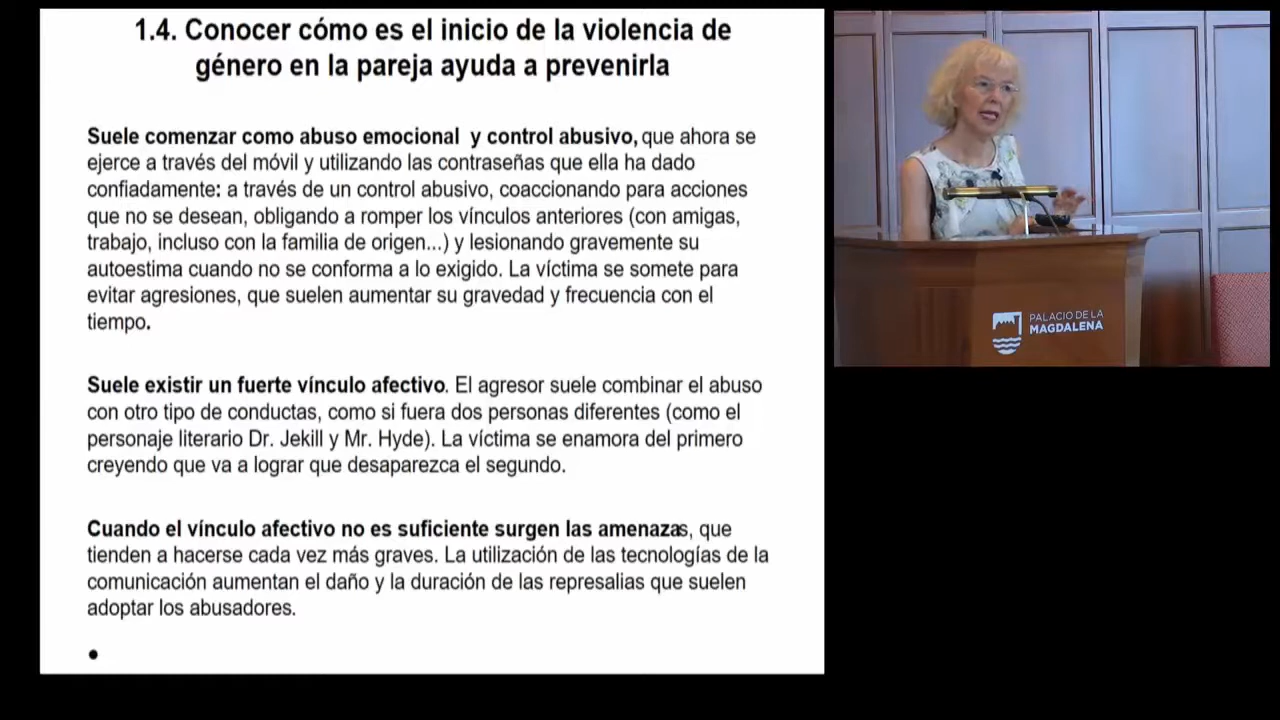 1.4. Conocer cómo es el inicio de la violencia de
género en la pareja ayuda a prevenirla
Suele comenzar como abuso emocional y control abusivo, que ahora se
ejerce a través del móvil y utilizando las contraseñas que ella ha dado
confiadamente: a través de un control abusivo, coaccionando para acciones
que no se desean, obligando a romper los vínculos anteriores (con amigas,
trabajo, incluso con la familia de origen...) y lesionando gravemente su
autoestima cuando no se conforma a lo exigido. La víctima se somete para
evitar agresiones, que suelen aumentar su gravedad y frecuencia con el
tiempo.
Suele existir un fuerte vínculo afectivo. El agresor suele combinar el abuso
con otro tipo de conductas, como si fuera dos personas diferentes (como el
personaje literario Dr. Jekill y Mr. Hyde). La víctima se enamora del primero
creyendo que va a lograr que desaparezca el segundo.
Cuando el vínculo afectivo no es suficiente surgen las amenazas, que
tienden a hacerse cada vez más graves. La utilización de las tecnologías de la
comunicación aumentan el daño y la duración de las represalias que suelen
adoptar los abusadores.
•
PALACIO DE LA
MAGDALENA